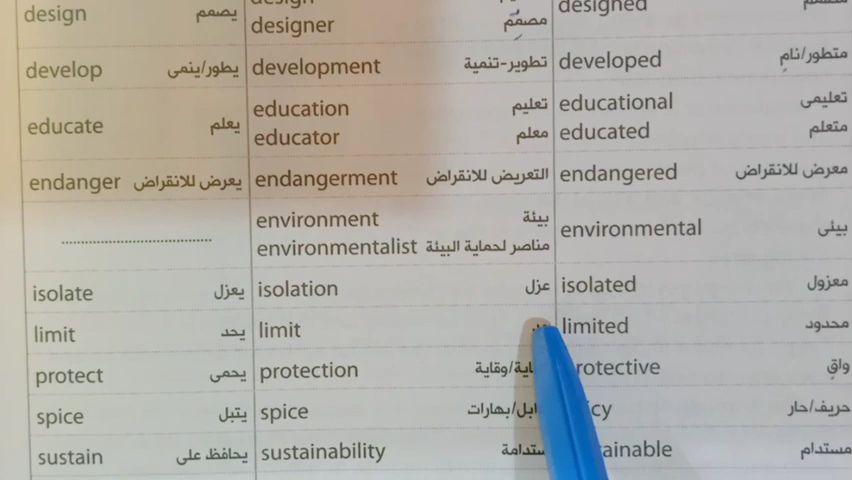 design يصمم designer مصمِّم designed
develop يطور/ينمى development تطوير-تنمية developed متطور/نامٍ
education تعليم educational تعليمى
educate يعلم
educator معلم educated متعلم
endanger يعرض للانقراض endangerment التعريض للانقراض endangered معرض للانقراض
environment بيئة environmental بيئى
environmentalist مناصر لحماية البيئة
isolate يعزل isolation عزل isolated معزول
limit يحد limit limited محدود
protect يحمى protection وقاية واقٍ
spice يتبل spice بهارات حريف/حار
sustain يحافظ على sustainability مستدام